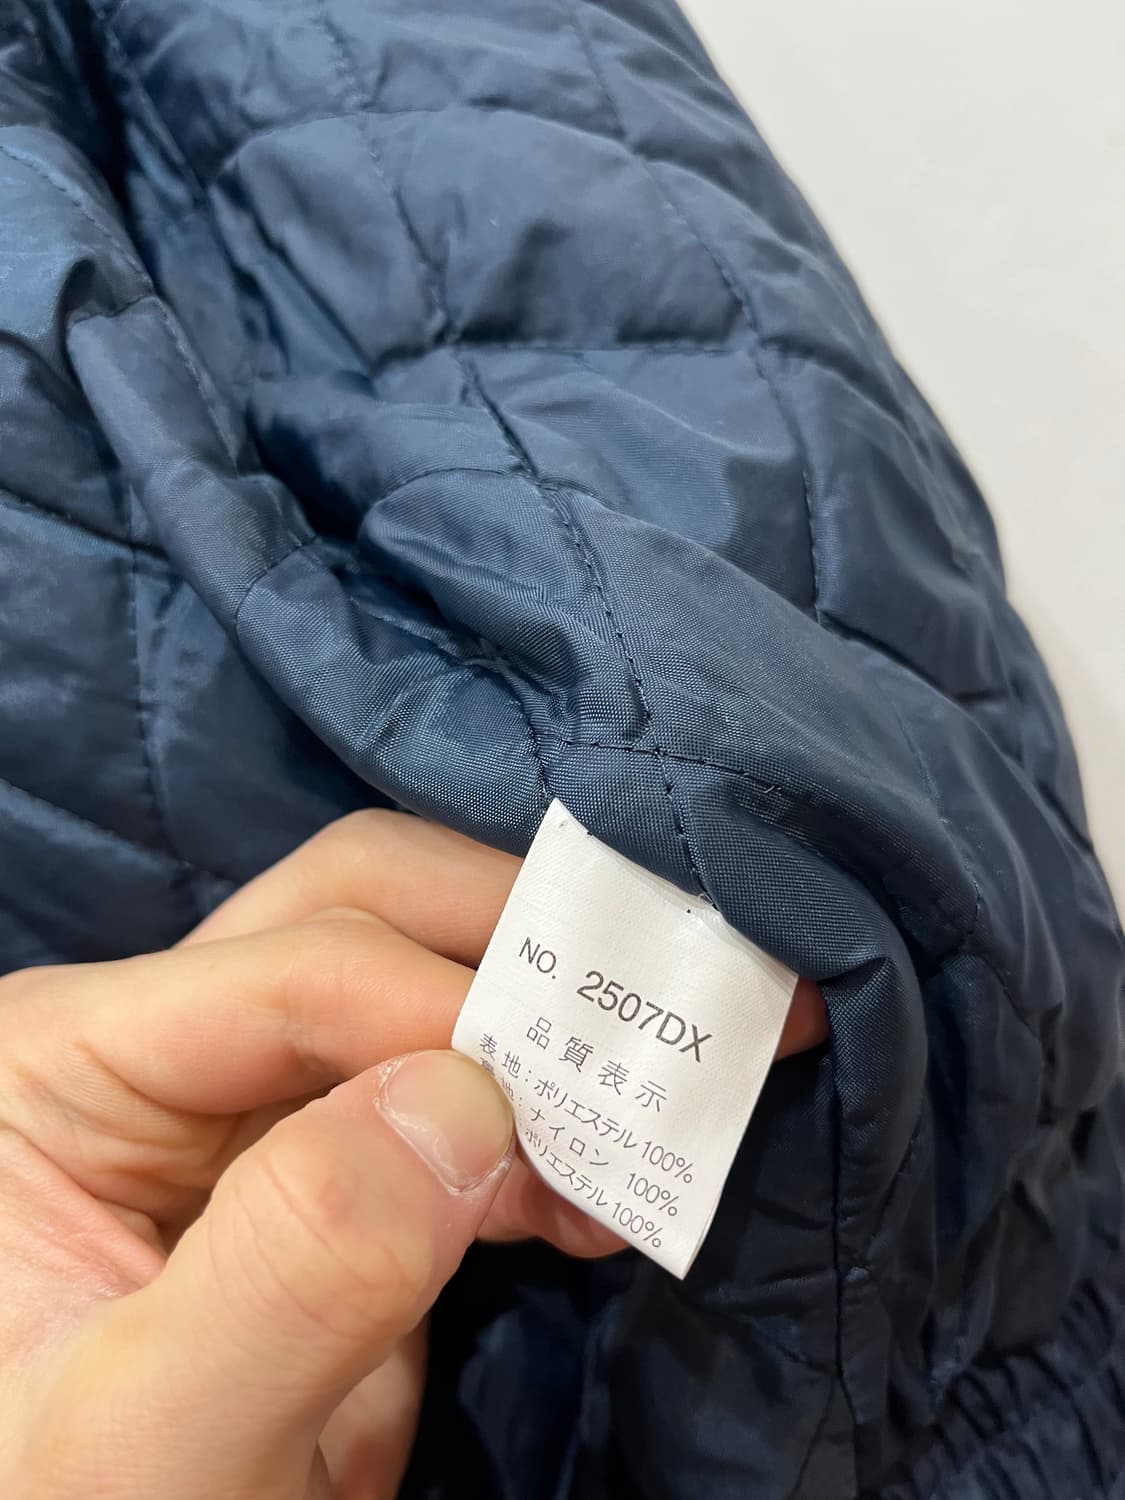 NO. 2507DX
品質表示
表地:ポリエステル100%
地:ナイロン 100%
ポリエステル100%